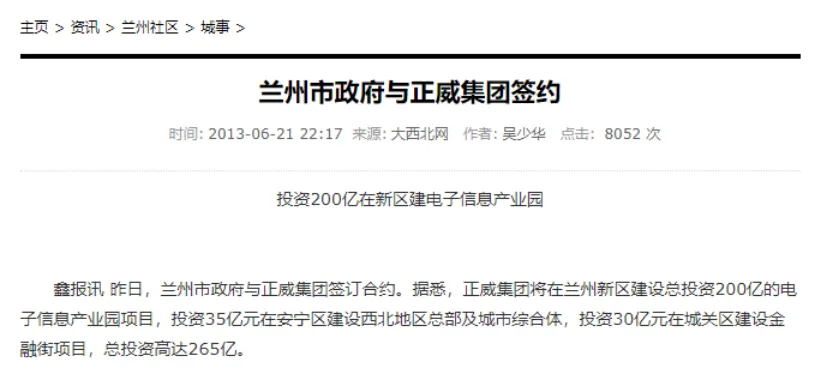 主页 > 资讯 > 兰州社区 > 城事 >
兰州市政府与正威集团签约
时间: 2013-06-21 22:17 来源: 大西北网 作者: 吴少华 点击: 8052 次
投资200亿在新区建电子信息产业园
鑫报讯 昨日，兰州市政府与正威集团签订合约。据悉，正威集团将在兰州新区建设总投资200亿的电
子信息产业园项目，投资35亿元在安宁区建设西北地区总部及城市综合体，投资30亿元在城关区建设金
融街项目，总投资高达265亿。